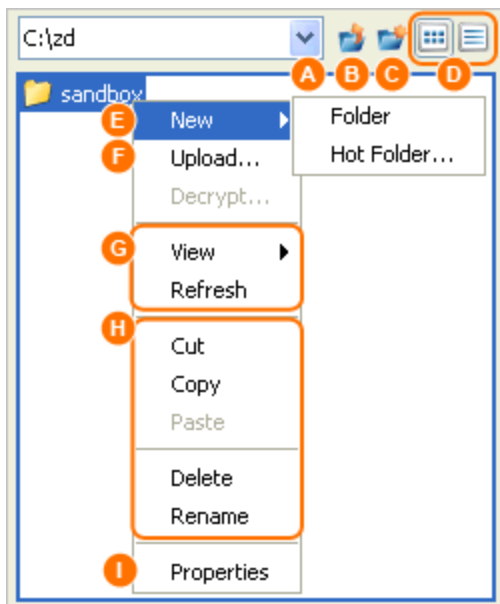 C:\zd
A B C D
sandbox
E New Folder
F Upload... Hot Folder...
Decrypt...
G View
Refresh
H
Cut
Copy
Paste
Delete
Rename
I Properties